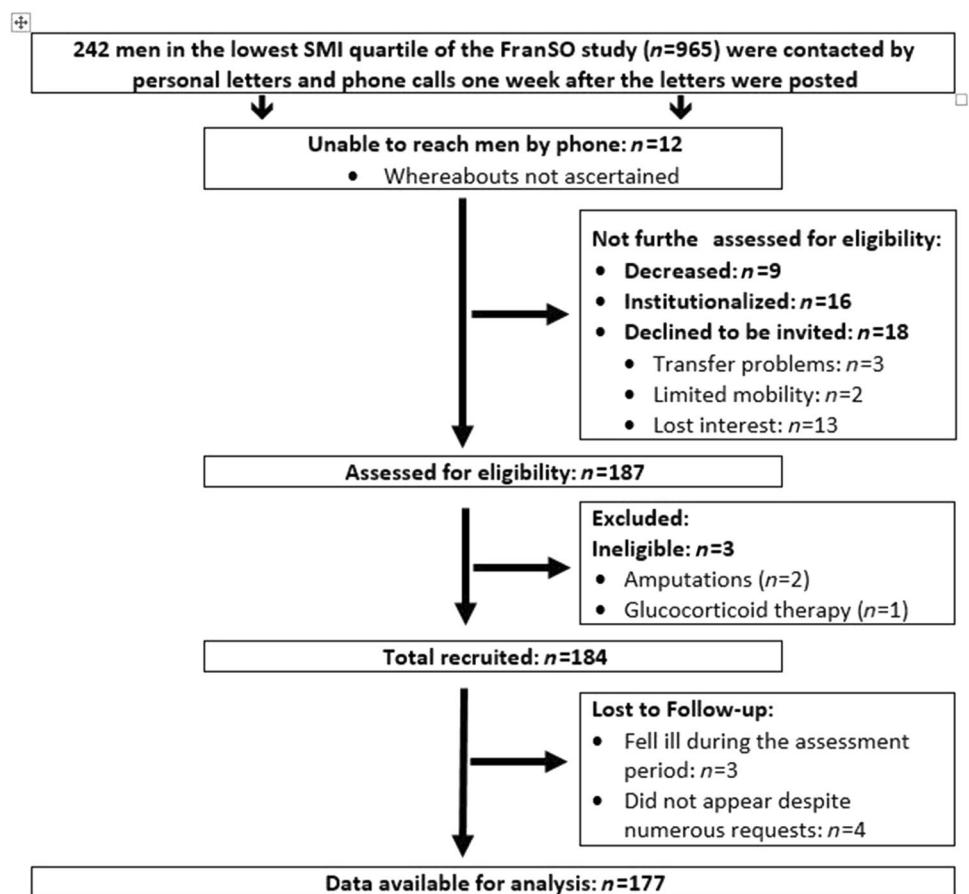 242 men in the lowest SMI quartile of the FranSO study (n=965) were contacted by
personal letters and phone calls one week after the letters were posted
Unable to reach men by phone: n=12
• Whereabouts not ascertained
Not furthe assessed for eligibility:
• Decreased: n=9
• Institutionalized: n=16
• Declined to be invited: n=18
• Transfer problems: n=3
• Limited mobility: n=2
• Lost interest: n=13
Assessed for eligibility: n=187
Excluded:
Ineligible: n=3
• Amputations (n=2)
• Glucocorticoid therapy (n=1)
Total recruited: n=184
Lost to Follow-up:
• Fell ill during the assessment
period: n=3
• Did not appear despite
numerous requests: n=4
Data available for analysis: n=177